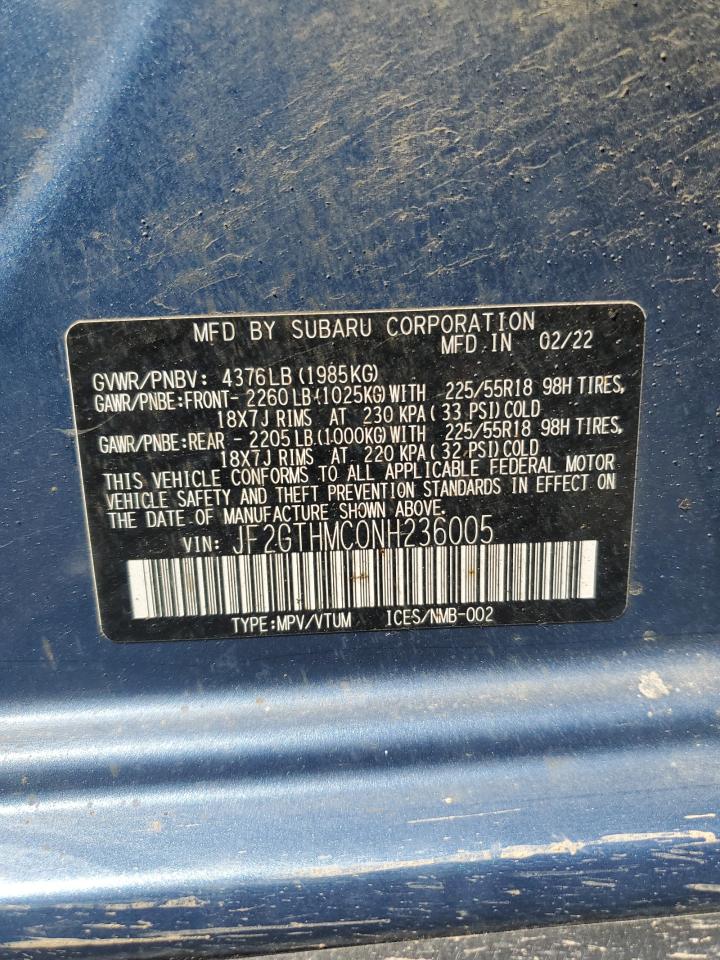 MFD BY SUBARU CORPORATION
MFD IN 02/22
GVWR/PNBV: 4376LB (1985KG)
GAWR/PNBE:FRONT- 2260LB (1025KG) WITH 225/55R18 98H TIRES,
18X7J RIMS AT 230 KPA ( 33 PSI) COLD
GAWR/PNBE:REAR - 2205LB (1000KG) WITH 225/55R18 98H TIRES,
18X7J RIMS AT 220 KPA ( 32 PSI) COLD
THIS VEHICLE CONFORMS TO ALL APPLICABLE FEDERAL MOTOR
VEHICLE SAFETY AND THEFT PREVENTION STANDARDS IN EFFECT ON
THE DATE OF MANUFACTURE SHOWN ABOVE.
VIN: JF2GTHMC0NH236005
TYPE:MPV/VTUM ICES/NMB-002